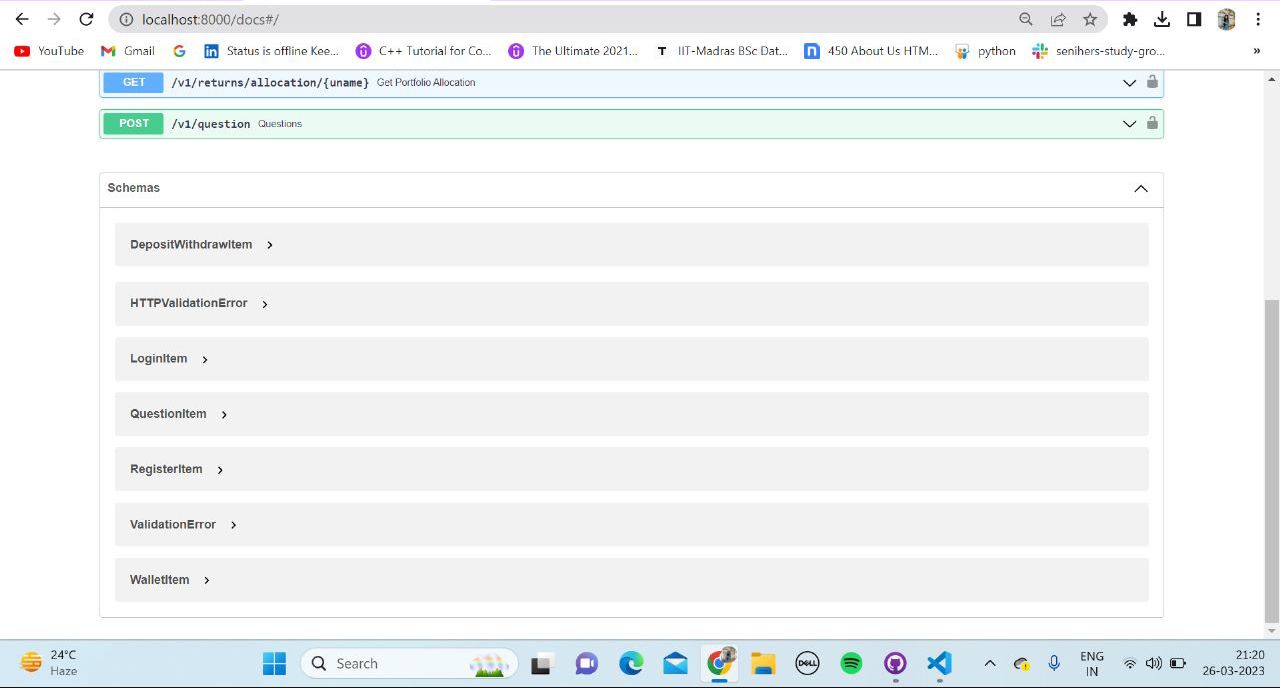 localhost:8000/docs#/
YouTube Gmail Status is offline Kee... C++ Tutorial for Co... The Ultimate 2021... T IIT-Madras BSc Dat... 450 About Us HTM... python senihers-study-gro... »
GET /v1/returns/allocation/{uname} Get Portfolio Allocation
POST /v1/question Questions
Schemas
DepositWithdrawItem
HTTPValidationError
LoginItem
QuestionItem
RegisterItem
ValidationError
WalletItem
24°C
Haze
Search
DELL
ENG
IN
21:20
26-03-2023